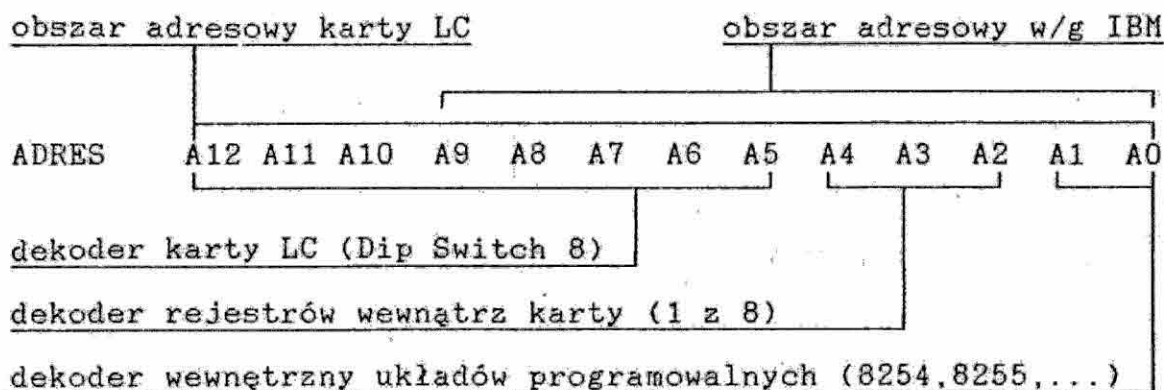 obszar adresowy karty LC obszar adresowy w/g IBM
ADRES A12 A11 A10 A9 A8 A7 A6 A5 A4 A3 A2 A1 A0
dekoder karty LC (Dip Switch 8)
dekoder rejestrów wewnątrz karty (1 z 8)
dekoder wewnętrzny układów programowalnych (8254,8255,...)